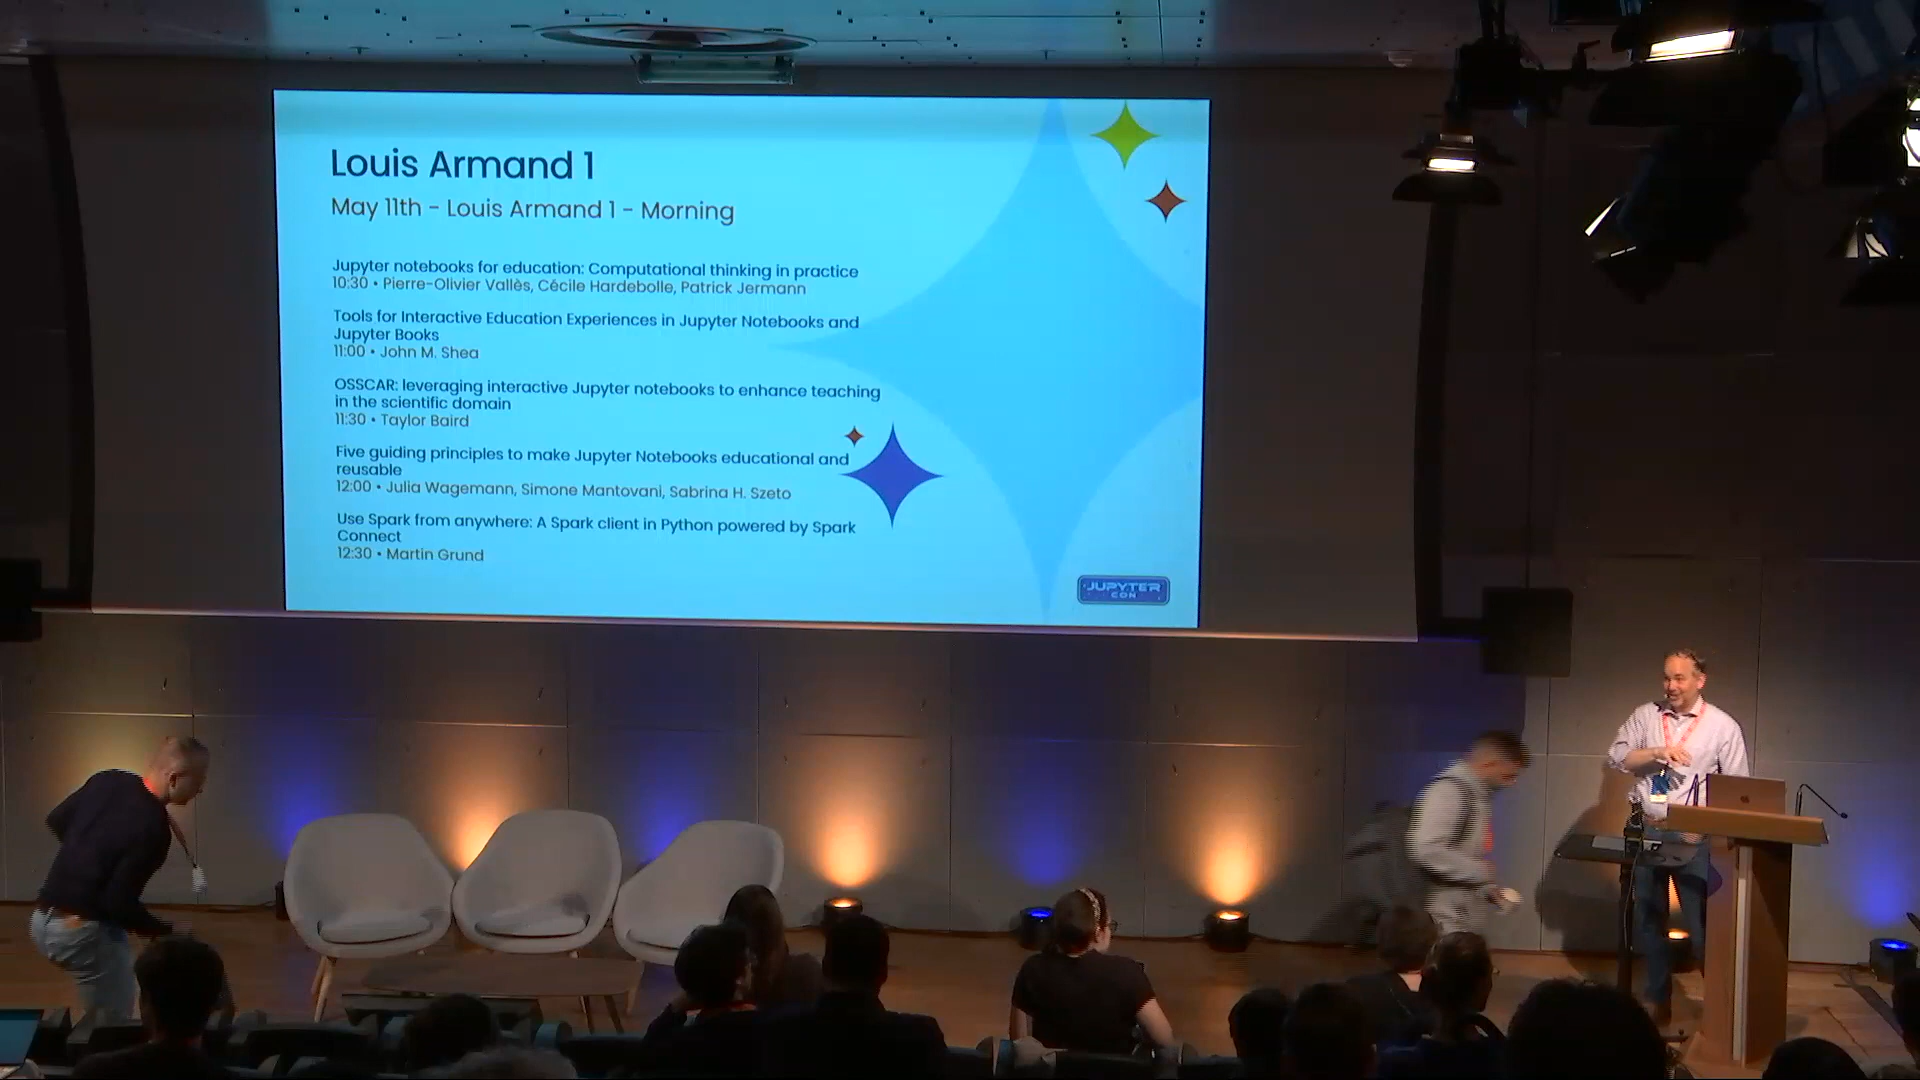 Louis Armand 1
May 11th - Louis Armand 1 - Morning
Jupyter notebooks for education: Computational thinking in practice
10:30 • Pierre-Olivier Vallès, Cécile Hardebolle, Patrick Jermann
Tools for Interactive Education Experiences in Jupyter Notebooks and
Jupyter Books
11:00 • John M. Shea
OSSCAR: leveraging interactive Jupyter notebooks to enhance teaching
in the scientific domain
11:30 • Taylor Baird
Five guiding principles to make Jupyter Notebooks educational and
reusable
12:00 • Julia Wagemann, Simone Mantovani, Sabrina H. Szeto
Use Spark from anywhere: A Spark client in Python powered by Spark
Connect
12:30 • Martin Grund
JUPYTER
CON